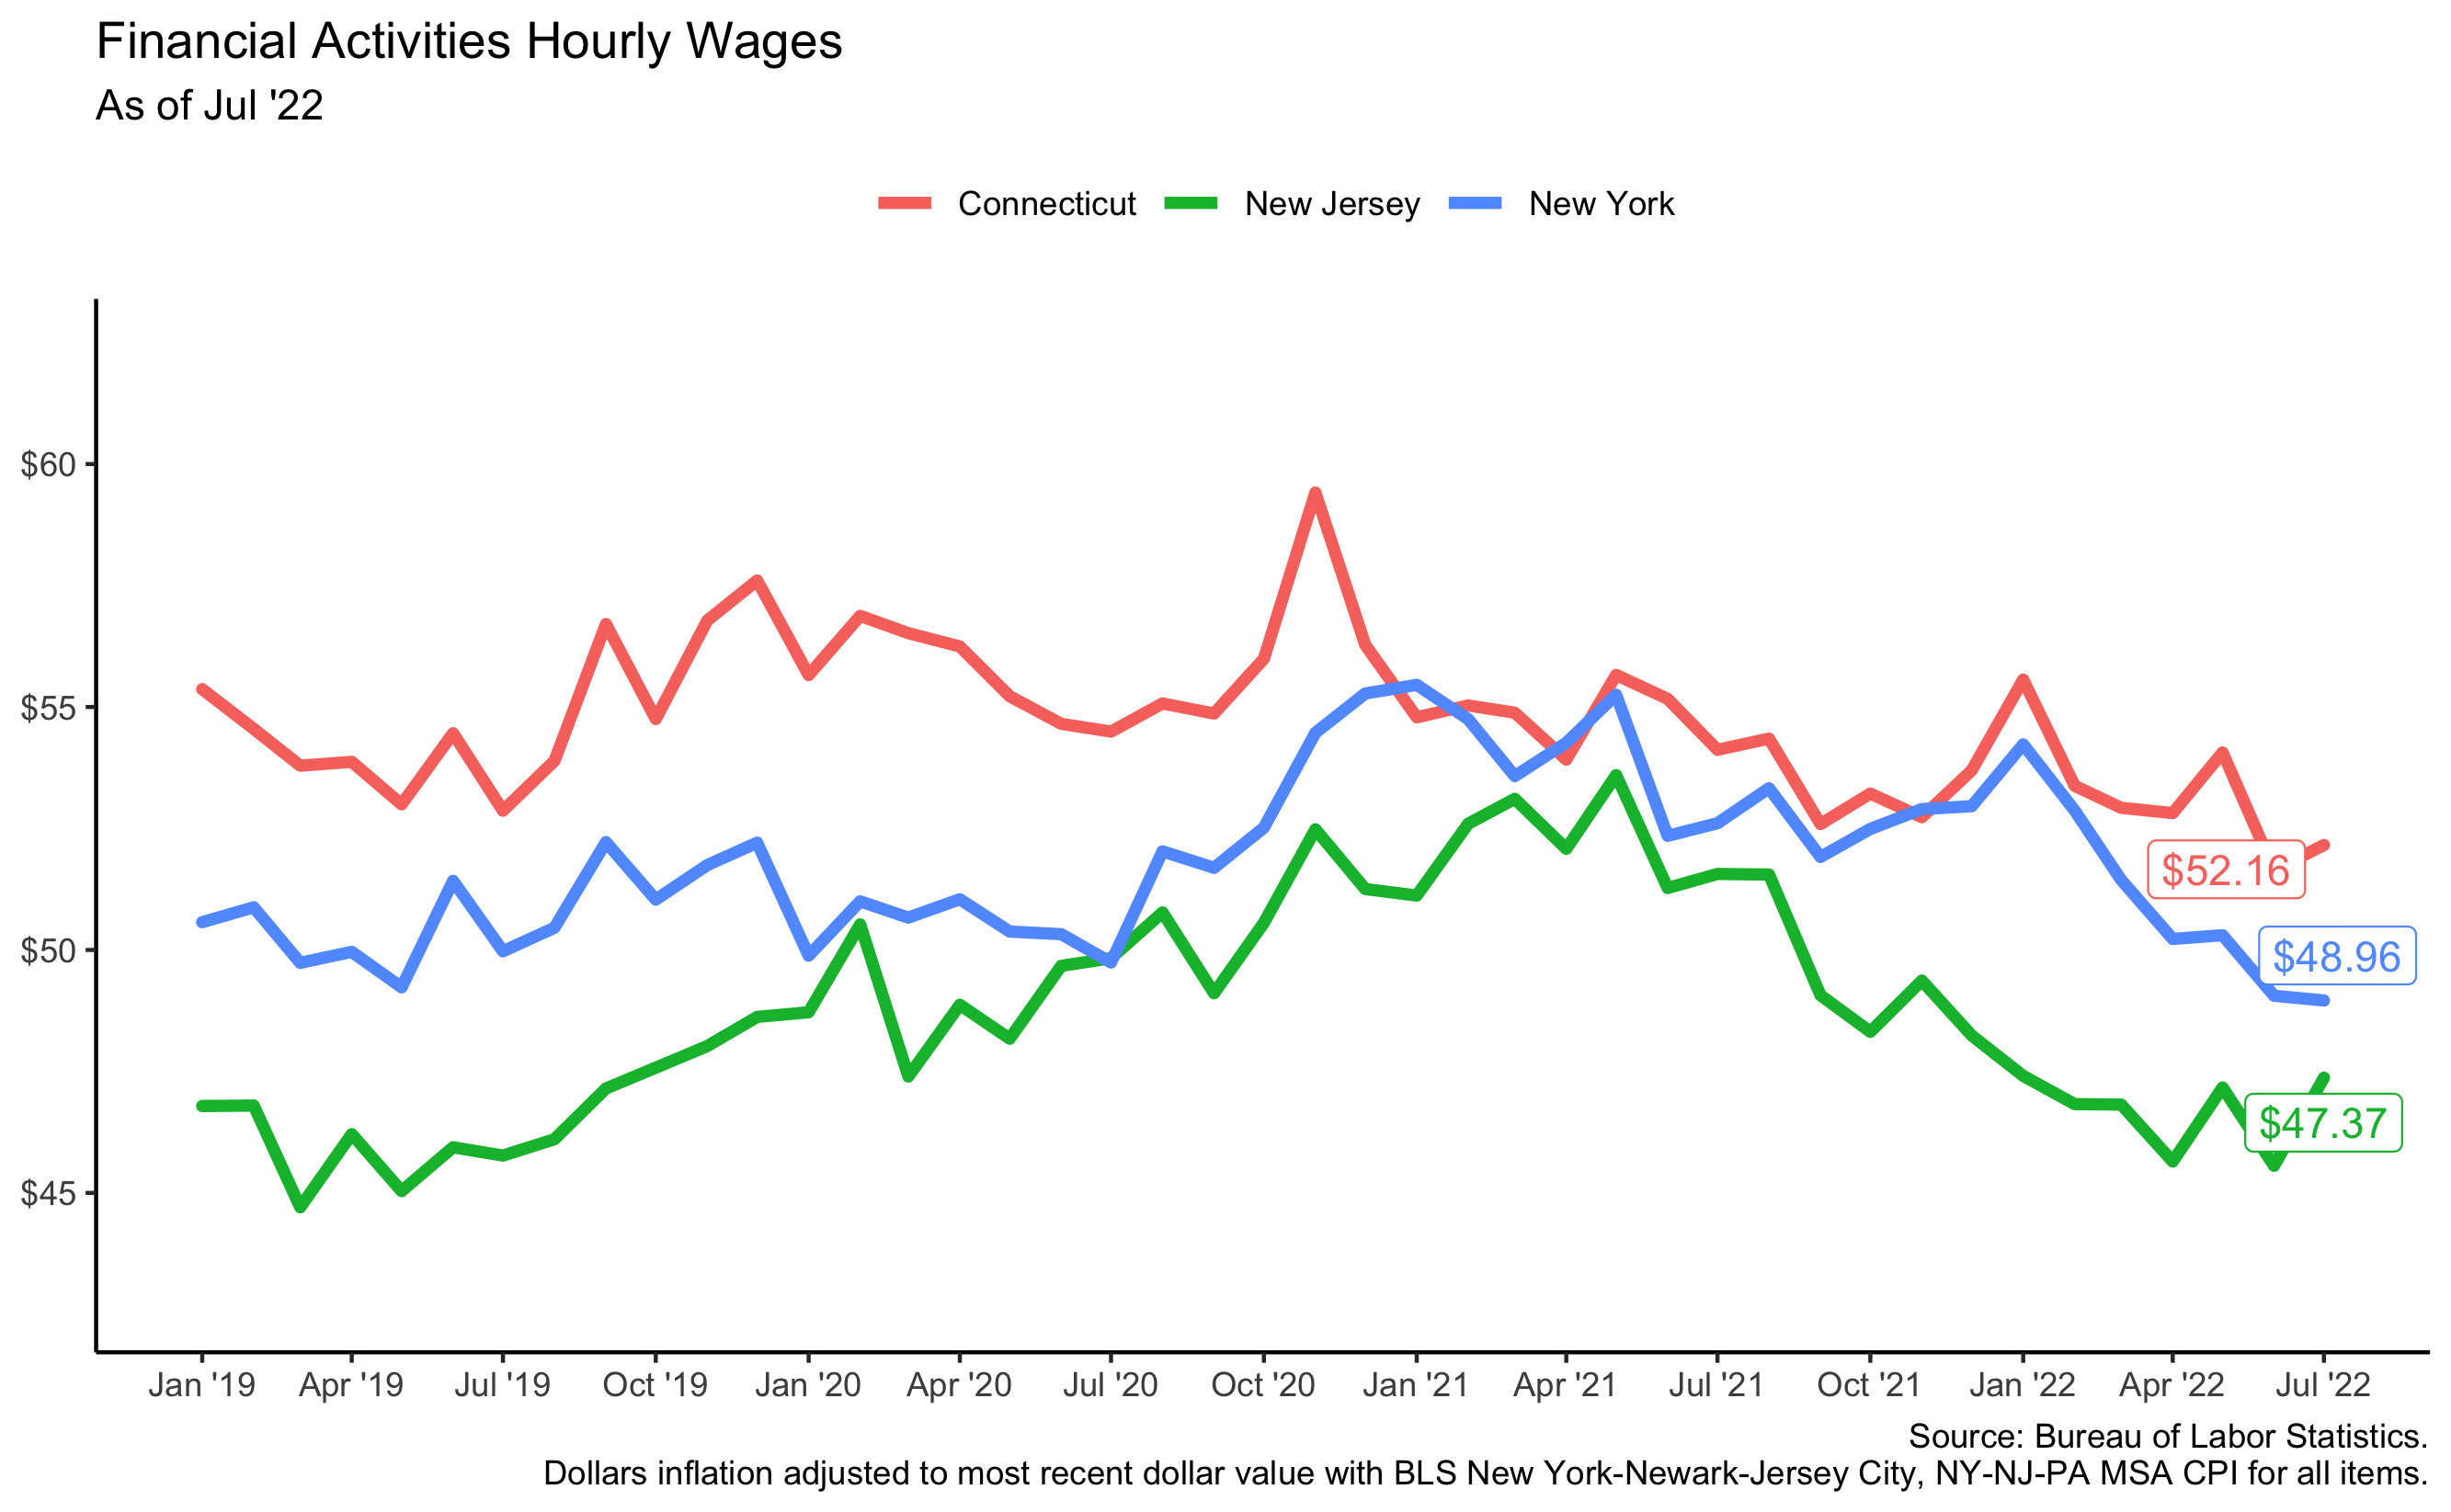 Financial Activities Hourly Wages
As of Jul '22
Connecticut New Jersey New York
$60
$55
$50
$45
$52.16
$48.96
$47.37
Jan '19 Apr '19 Jul '19 Oct '19 Jan '20 Apr '20 Jul '20 Oct '20 Jan '21 Apr '21 Jul '21 Oct '21 Jan '22 Apr '22 Jul '22
Source: Bureau of Labor Statistics.
Dollars inflation adjusted to most recent dollar value with BLS New York-Newark-Jersey City, NY-NJ-PA MSA CPI for all items.